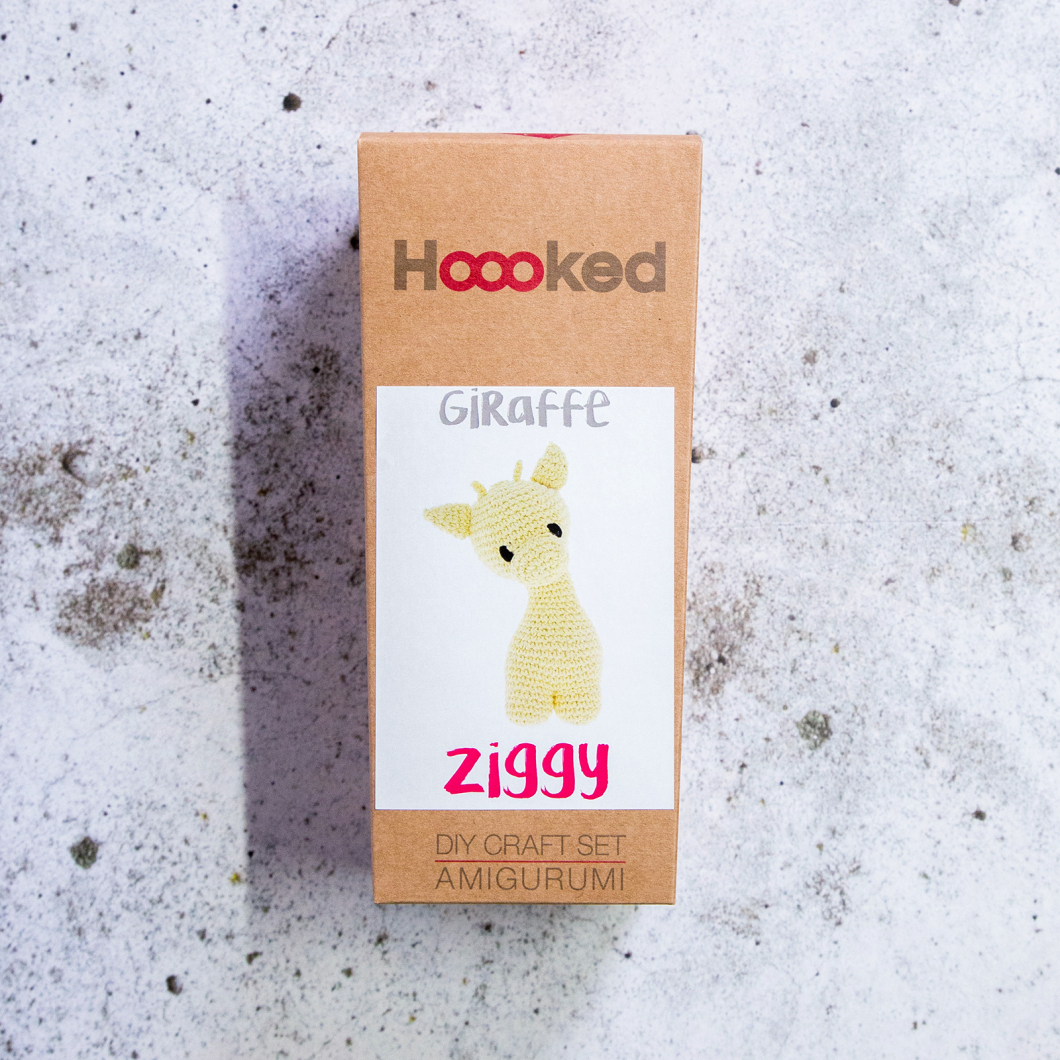 Hoooked
GiRaffe
ziggy
DIY CRAFT SET
AMIGURUMI